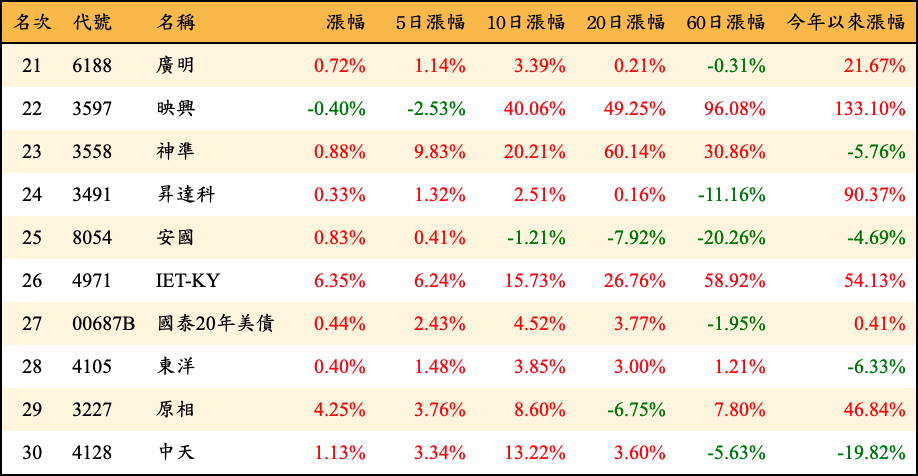 名次 代號 名稱 漲幅 5日漲幅 10日漲幅 20日漲幅 60日漲幅 今年以來漲幅
21 6188 廣明 0.72% 1.14% 3.39% 0.21% -0.31% 21.67%
22 3597 映興 -0.40% -2.53% 40.06% 49.25% 96.08% 133.10%
23 3558 神準 0.88% 9.83% 20.21% 60.14% 30.86% -5.76%
24 3491 昇達科 0.33% 1.32% 2.51% 0.16% -11.16% 90.37%
25 8054 安國 0.83% 0.41% -1.21% -7.92% -20.26% -4.69%
26 4971 IET-KY 6.35% 6.24% 15.73% 26.76% 58.92% 54.13%
27 00687B 國泰20年美債 0.44% 2.43% 4.52% 3.77% -1.95% 0.41%
28 4105 東洋 0.40% 1.48% 3.85% 3.00% 1.21% -6.33%
29 3227 原相 4.25% 3.76% 8.60% -6.75% 7.80% 46.84%
30 4128 中天 1.13% 3.34% 13.22% 3.60% -5.63% -19.82%